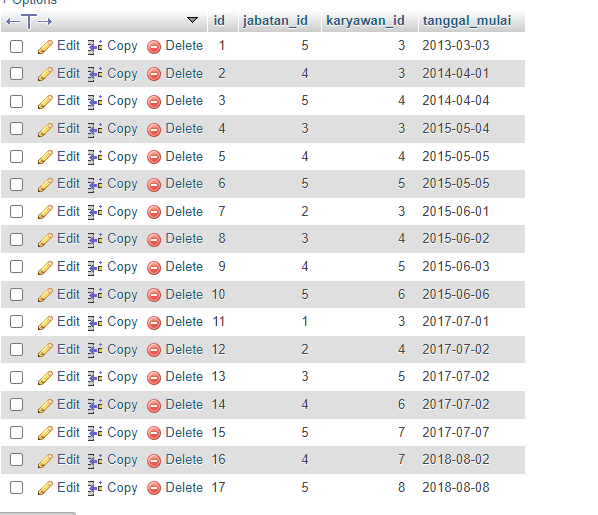 + Options
id jabatan_id karyawan_id tanggal_mulai
Edit Copy Delete 1 5 3 2013-03-03
Edit Copy Delete 2 4 3 2014-04-01
Edit Copy Delete 3 5 4 2014-04-04
Edit Copy Delete 4 3 3 2015-05-04
Edit Copy Delete 5 4 4 2015-05-05
Edit Copy Delete 6 5 5 2015-05-05
Edit Copy Delete 7 2 3 2015-06-01
Edit Copy Delete 8 3 4 2015-06-02
Edit Copy Delete 9 4 5 2015-06-03
Edit Copy Delete 10 5 6 2015-06-06
Edit Copy Delete 11 1 3 2017-07-01
Edit Copy Delete 12 2 4 2017-07-02
Edit Copy Delete 13 3 5 2017-07-02
Edit Copy Delete 14 4 6 2017-07-02
Edit Copy Delete 15 5 7 2017-07-07
Edit Copy Delete 16 4 7 2018-08-02
Edit Copy Delete 17 5 8 2018-08-08